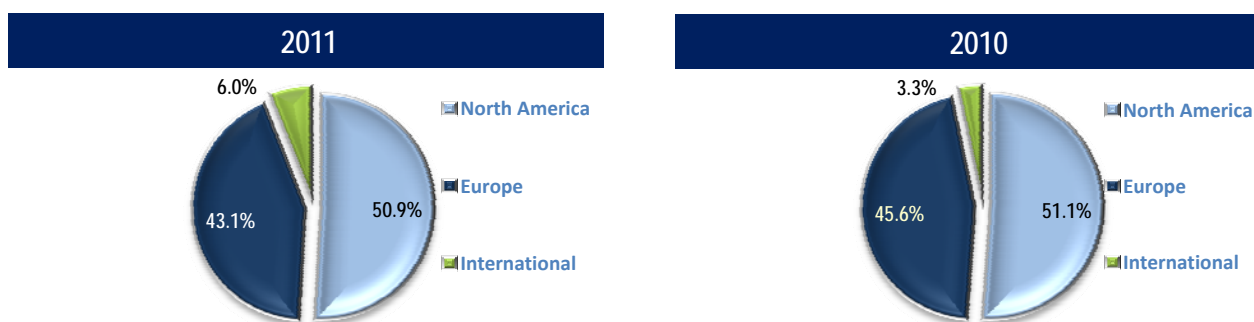 2011
6.0%
North America
Europe
43.1%
50.9%
International
2010
3.3%
North America
Europe
45.6%
51.1%
International